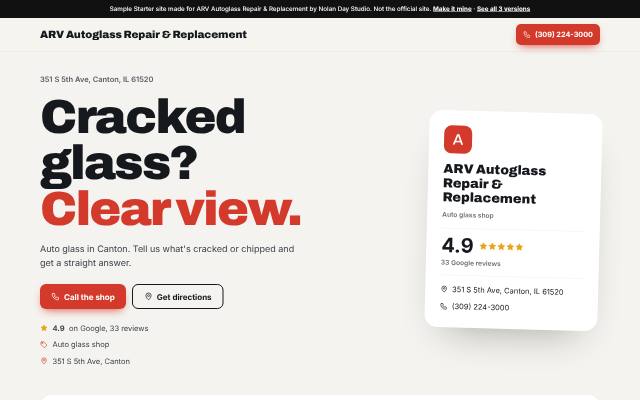 Sample Starter site made for ARV Autoglass Repair & Replacement by Nolan Day Studio. Not the official site. Make it mine · See all 3 versions
ARV Autoglass Repair & Replacement
(309) 224-3000
351 S 5th Ave, Canton, IL 61520
Cracked
glass?
Clear view.
Auto glass in Canton. Tell us what's cracked or chipped and
get a straight answer.
Call the shop
Get directions
4.9 on Google, 33 reviews
Auto glass shop
351 S 5th Ave, Canton
A
ARV Autoglass
Repair &
Replacement
Auto glass shop
4.9
33 Google reviews
351 S 5th Ave, Canton, IL 61520
(309) 224-3000